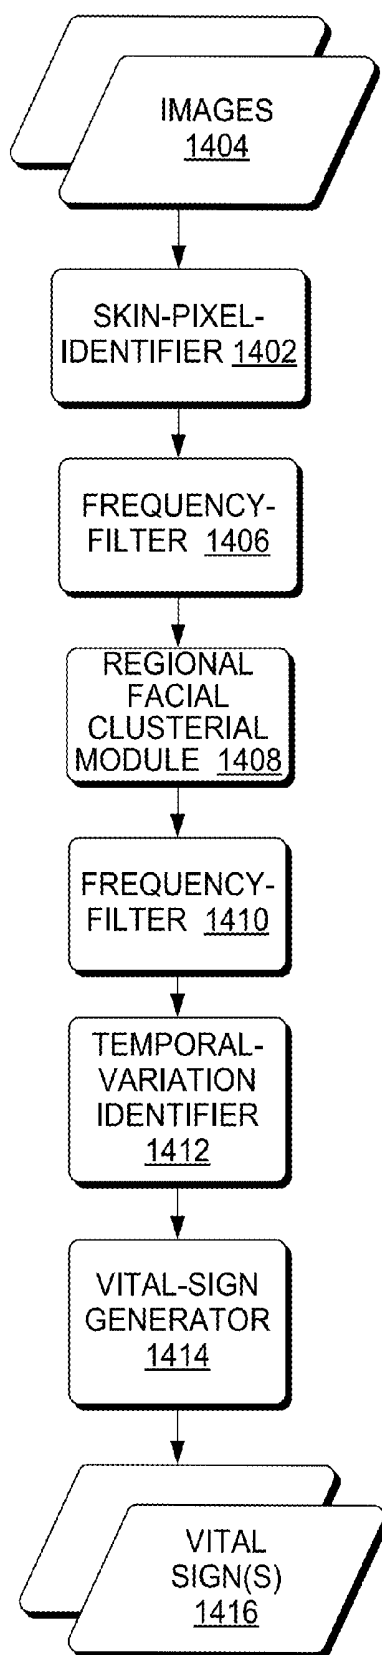 IMAGES
1404
SKIN-PIXEL-
IDENTIFIER 1402
FREQUENCY-
FILTER 1406
REGIONAL
FACIAL
CLUSTERIAL
MODULE 1408
FREQUENCY-
FILTER 1410
TEMPORAL-
VARIATION
IDENTIFIER
1412
VITAL-SIGN
GENERATOR
1414
VITAL
SIGN(S)
1416